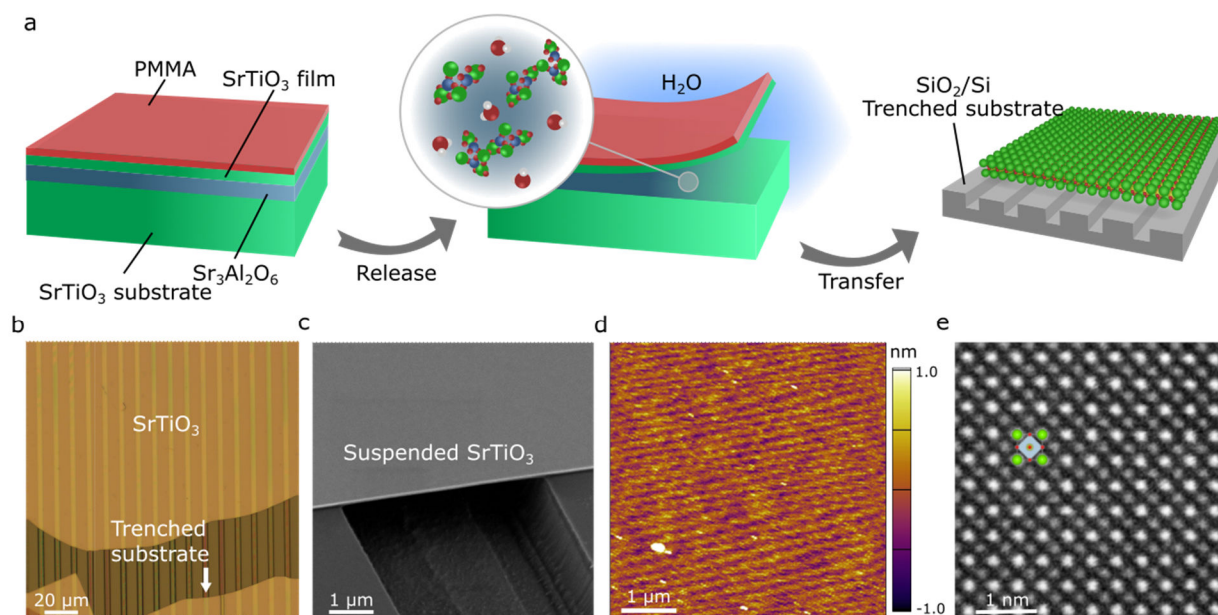 a
PMMA
SrTiO₃ film
Sr₃Al₂O₆
SrTiO₃ substrate
Release
H₂O
Transfer
SiO₂/Si
Trenched substrate
b
SrTiO₃
Trenched
substrate
20 µm
c
Suspended SrTiO₃
1 µm
d
1 µm
nm
1.0
-1.0
e
1 nm